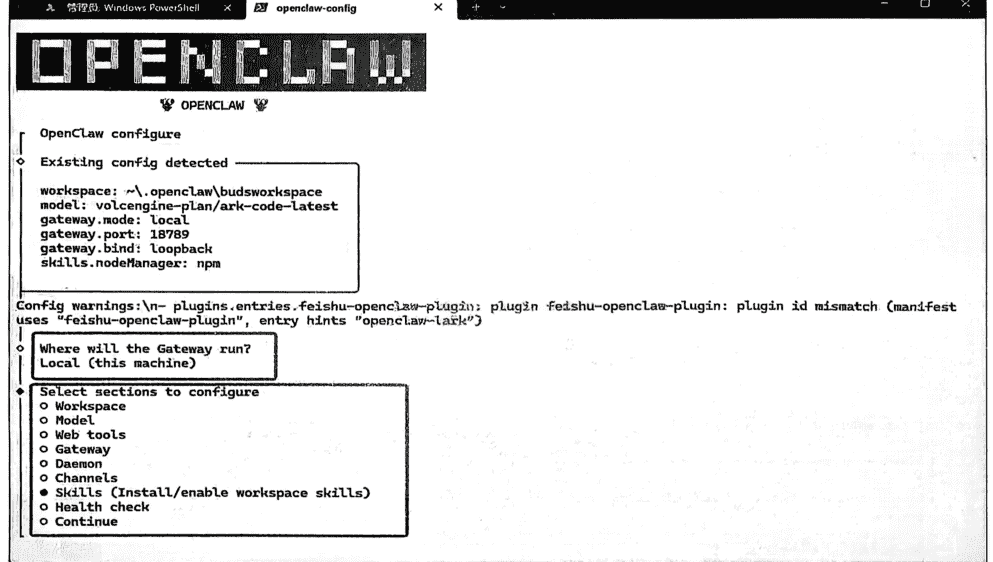 管理员: Windows PowerShell
openclaw-config
OPENCLAW
OPENCLAW
OpenClaw configure
Existing config detected
workspace: ~\.openclaw\budsworkspace
model: volcengine-plan/ark-code-latest
gateway.mode: local
gateway.port: 18789
gateway.bind: loopback
skills.nodeManager: npm
Config warnings:\n- plugins.entries.feishu-openclaw-plugin: plugin feishu-openclaw-plugin: plugin id mismatch (manifest
uses "feishu-openclaw-plugin", entry hints "openclaw-lark")
Where will the Gateway run?
Local (this machine)
Select sections to configure
Workspace
Model
Web tools
Gateway
Daemon
Channels
Skills (Install/enable workspace skills)
Health check
Continue